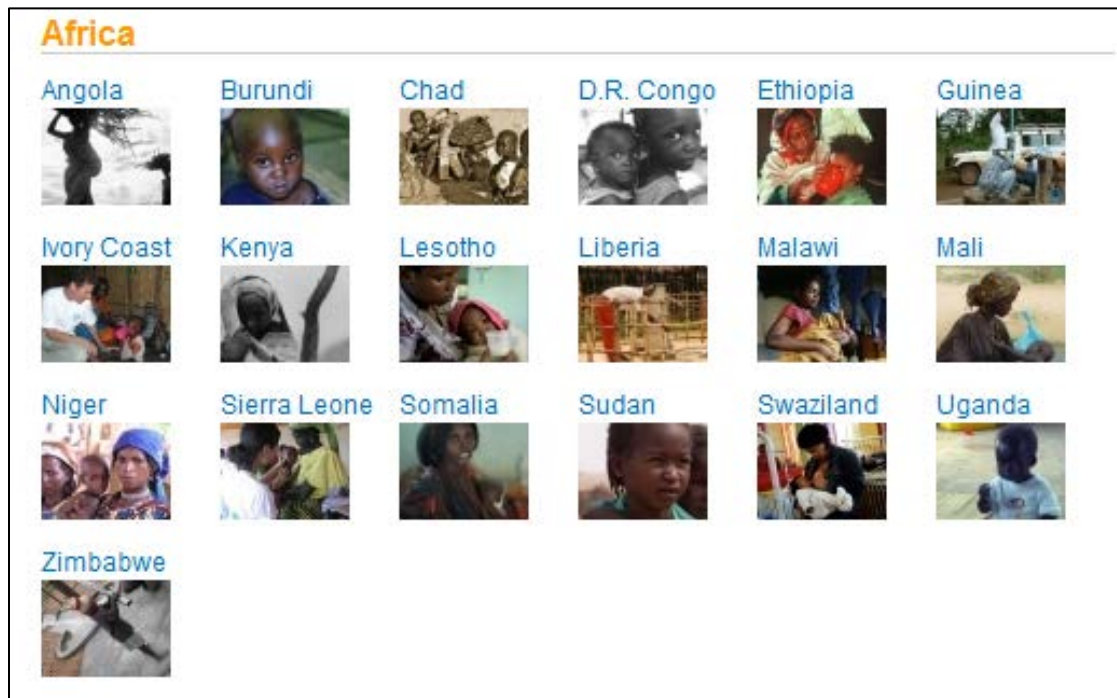 Africa
Angola Burundi Chad D.R. Congo Ethiopia Guinea
Ivory Coast Kenya Lesotho Liberia Malawi Mali
Niger Sierra Leone Somalia Sudan Swaziland Uganda
Zimbabwe